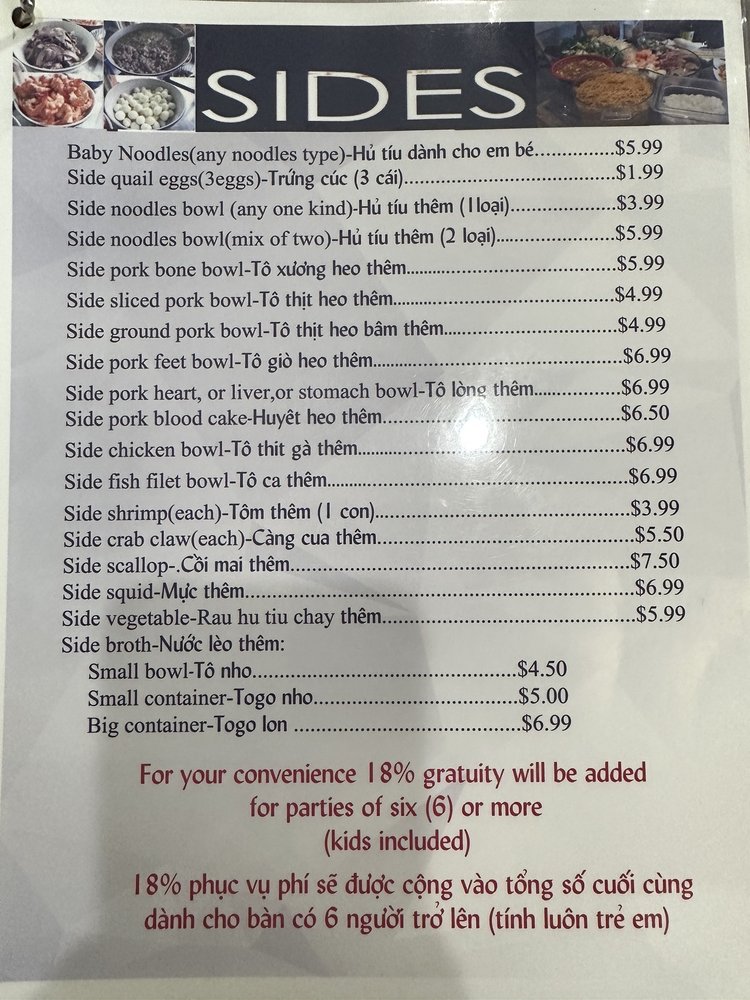 SIDES
Baby Noodles(any noodles type)-Hủ tíu dành cho em bé..............$5.99
Side quail eggs(3eggs)-Trứng cúc (3 cái)....................................$1.99
Side noodles bowl (any one kind)-Hủ tíu thêm (1loại)..................$3.99
Side noodles bowl(mix of two)-Hủ tíu thêm (2 loại)....................$5.99
Side pork bone bowl-Tô xương heo thêm....................................$5.99
Side sliced pork bowl-Tô thịt heo thêm......................................$4.99
Side ground pork bowl-Tô thịt heo bâm thêm.............................$4.99
Side pork feet bowl-Tô giò heo thêm..........................................$6.99
Side pork heart, or liver,or stomach bowl-Tô lòng thêm..............$6.99
Side pork blood cake-Huyêt heo thêm........................................$6.50
Side chicken bowl-Tô thit gà thêm.............................................$6.99
Side fish filet bowl-Tô ca thêm..................................................$6.99
Side shrimp(each)-Tôm thêm (1 con)..........................................$3.99
Side crab claw(each)-Càng cua thêm..........................................$5.50
Side scallop-.Cồi mai thêm.........................................................$7.50
Side squid-Mực thêm..................................................................$6.99
Side vegetable-Rau hu tiu chay thêm..........................................$5.99
Side broth-Nước lèo thêm:
Small bowl-Tô nho...........................................$4.50
Small container-Togo nho..................................$5.00
Big container-Togo lon ......................................$6.99
For your convenience 18% gratuity will be added
for parties of six (6) or more
(kids included)
18% phục vụ phí sẽ được cộng vào tổng số cuối cùng
dành cho bàn có 6 người trở lên (tính luôn trẻ em)